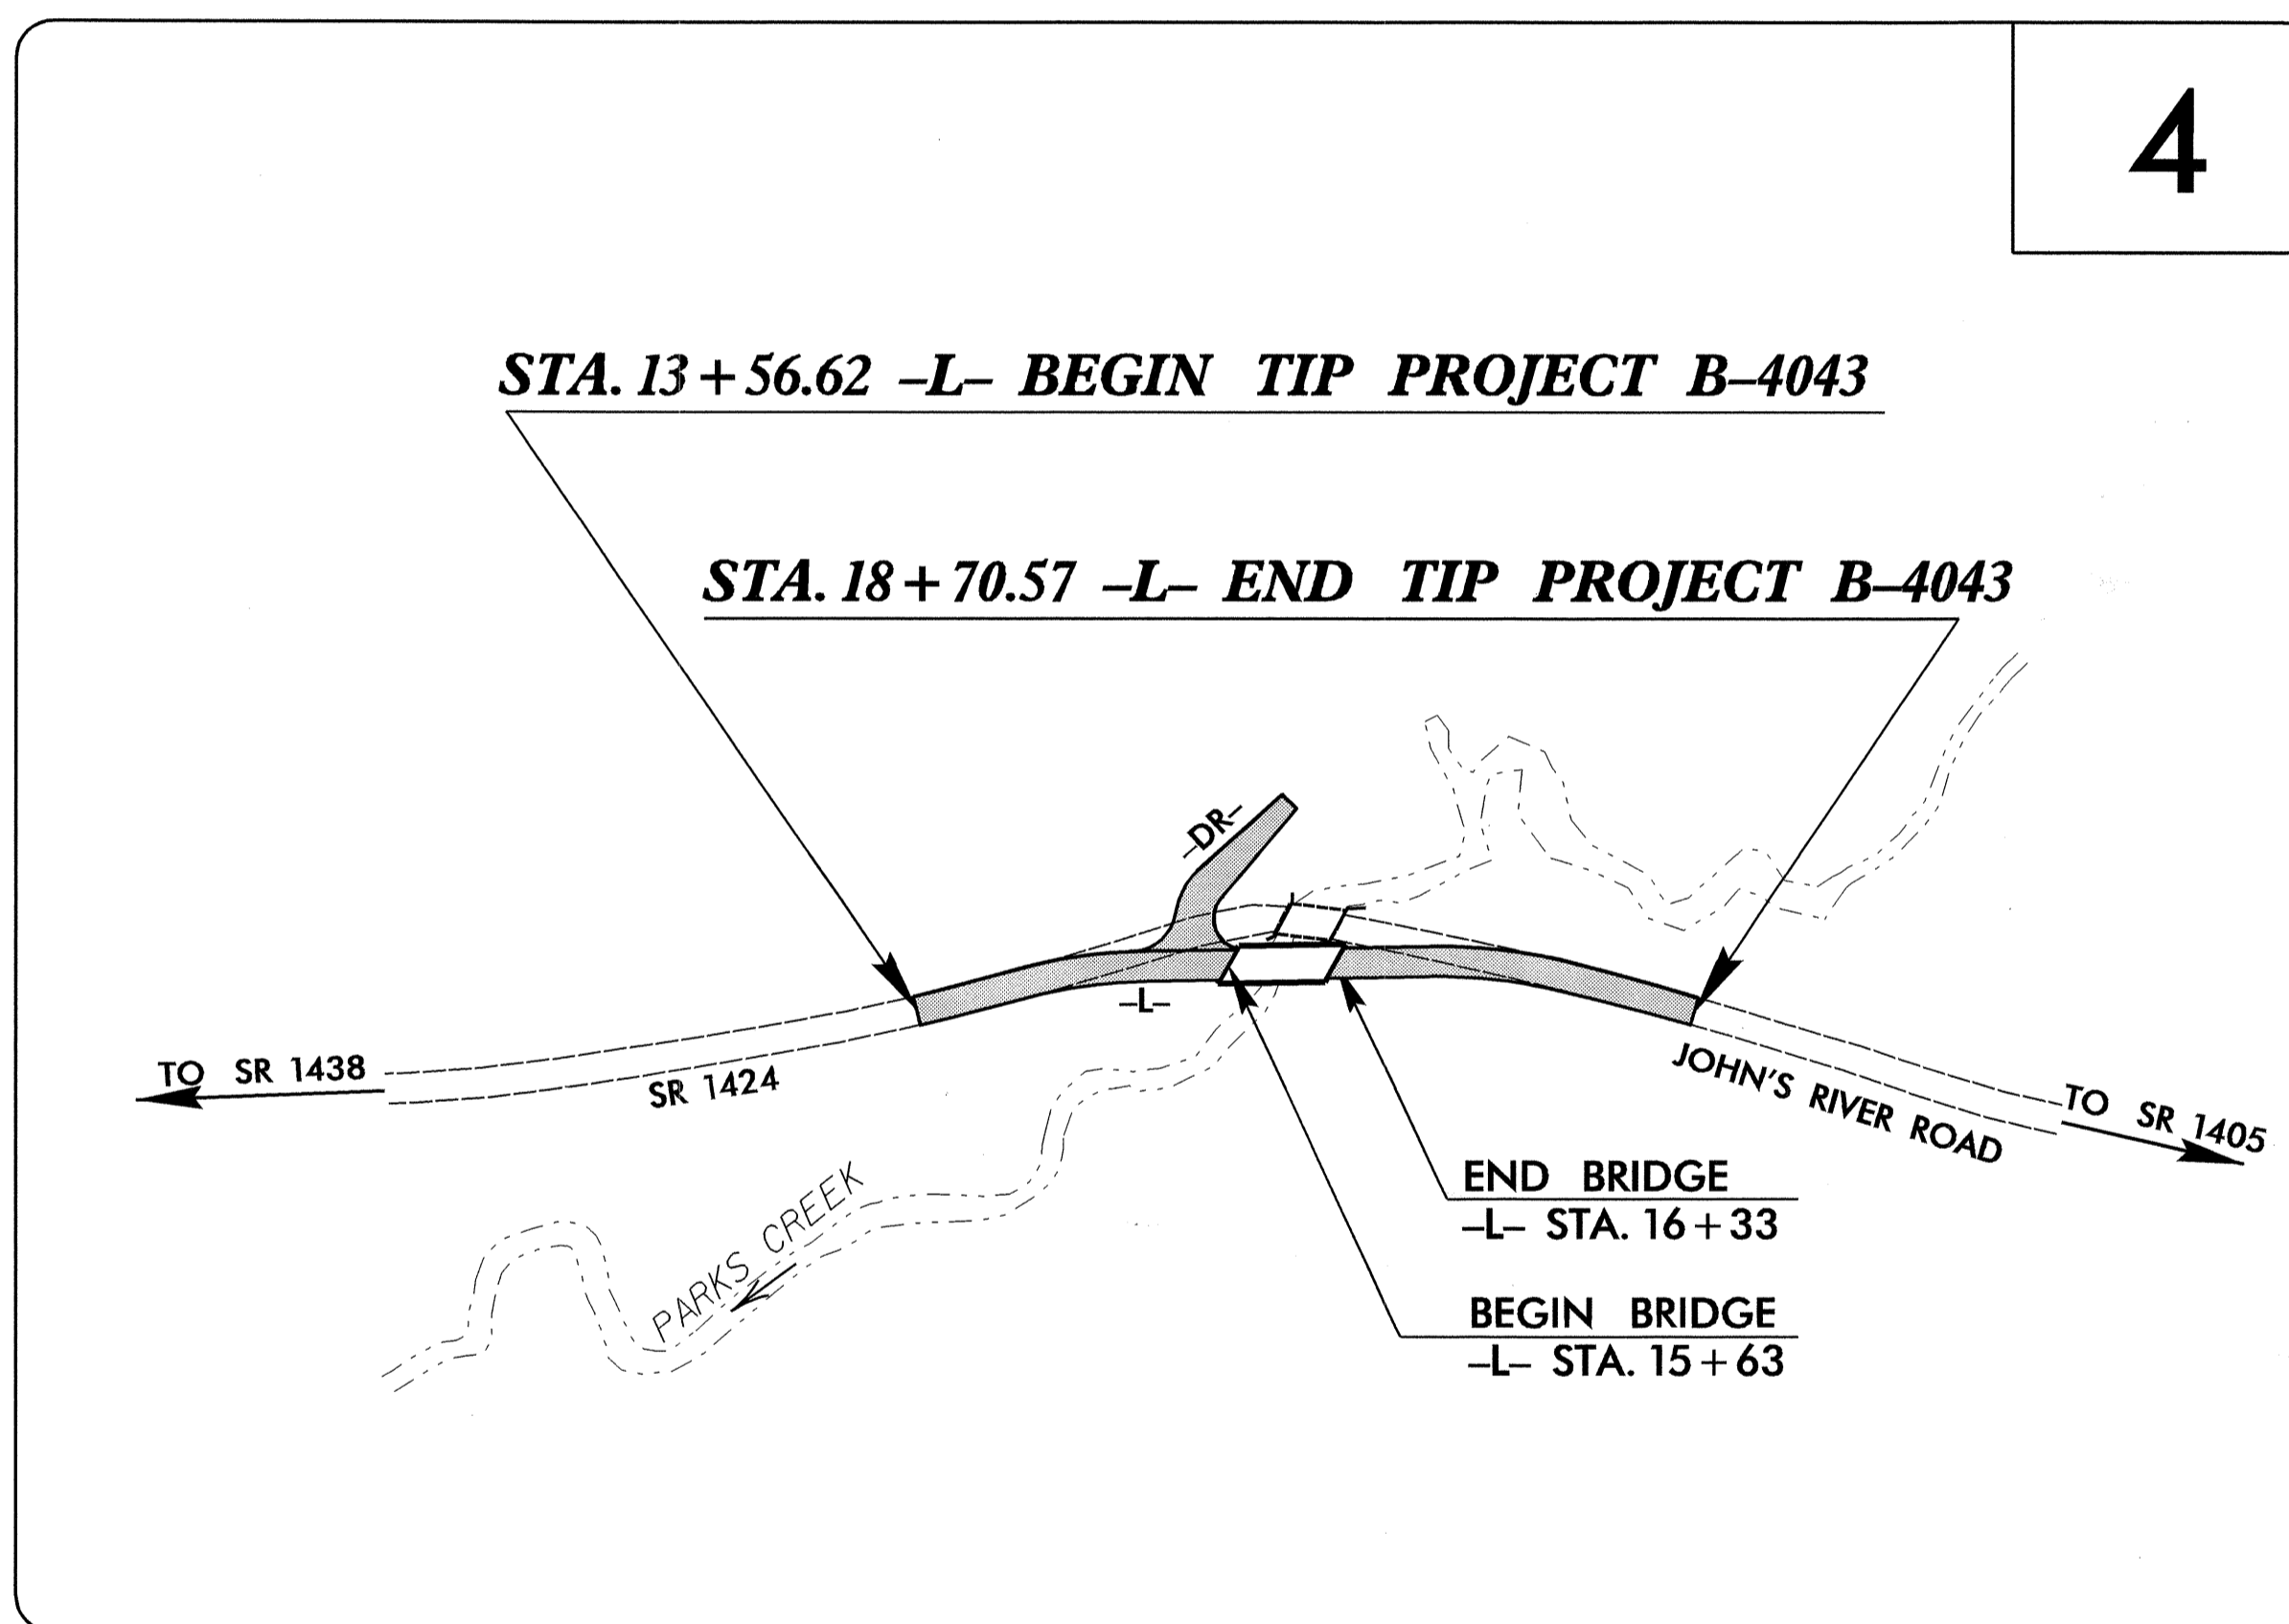 4
STA. 13+56.62 –L– BEGIN TIP PROJECT B–4043
STA. 18+70.57 –L– END TIP PROJECT B–4043
–DR–
–L–
TO SR 1438
SR 1424
JOHN'S RIVER ROAD
TO SR 1405
END BRIDGE
–L– STA. 16+33
PARKS CREEK
BEGIN BRIDGE
–L– STA. 15+63